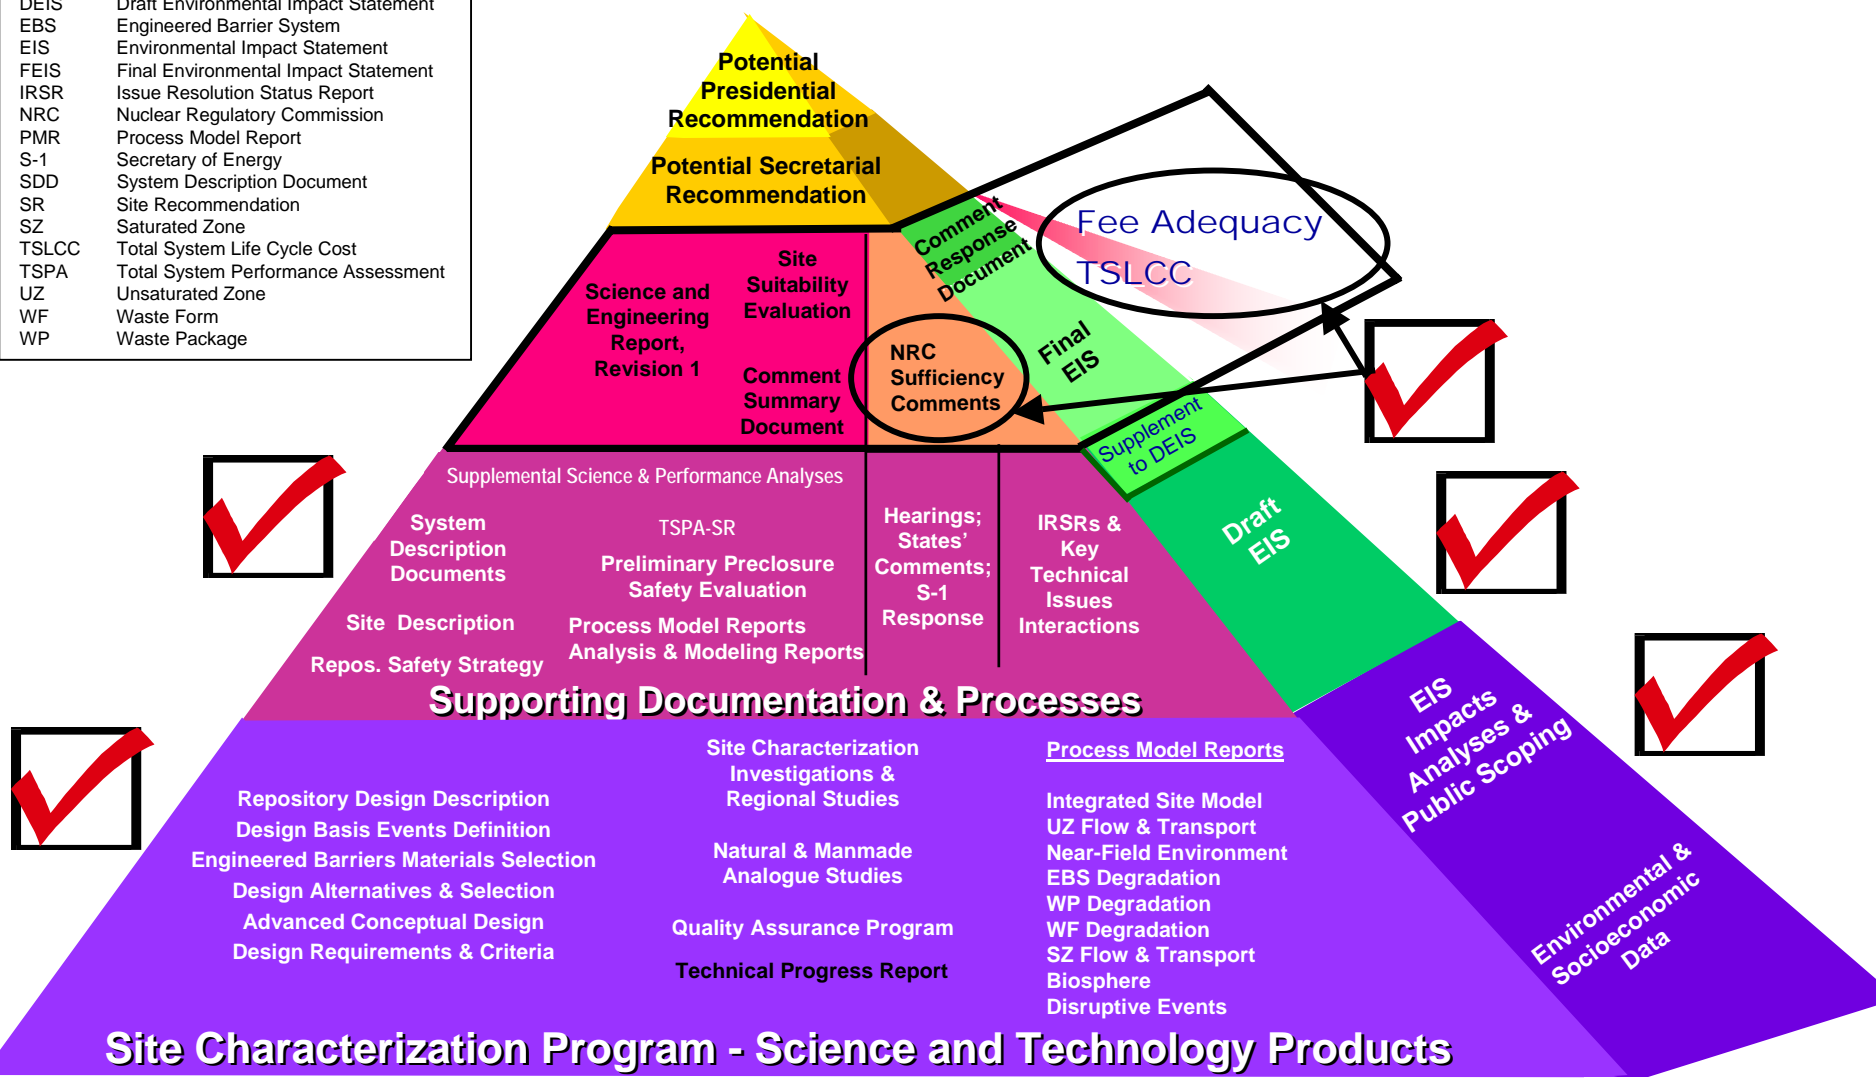 DEIS Draft Environmental Impact Statement
EBS Engineered Barrier System
EIS Environmental Impact Statement
FEIS Final Environmental Impact Statement
IRSR Issue Resolution Status Report
NRC Nuclear Regulatory Commission
PMR Process Model Report
S-1 Secretary of Energy
SDD System Description Document
SR Site Recommendation
SZ Saturated Zone
TSLCC Total System Life Cycle Cost
TSPA Total System Performance Assessment
UZ Unsaturated Zone
WF Waste Form
WP Waste Package
Potential
Presidential
Recommendation
Potential Secretarial
Recommendation
Science and
Engineering
Report,
Revision 1
Site
Suitability
Evaluation
Comment
Summary
Document
NRC
Sufficiency
Comments
Comment
Response
Document
Final
EIS
Fee Adequacy
TSLCC
Supplement
to DEIS
Draft
EIS
Supplemental Science & Performance Analyses
System
Description
Documents
Site Description
Repos. Safety Strategy
TSPA-SR
Preliminary Preclosure
Safety Evaluation
Process Model Reports
Analysis & Modeling Reports
Hearings;
States’
Comments;
S-1
Response
IRSRs &
Key
Technical
Issues
Interactions
Supporting Documentation & Processes
EIS
Impacts
Analyses &
Public Scoping
Environmental &
Socioeconomic
Data
Repository Design Description
Design Basis Events Definition
Engineered Barriers Materials Selection
Design Alternatives & Selection
Advanced Conceptual Design
Design Requirements & Criteria
Site Characterization
Investigations &
Regional Studies
Natural & Manmade
Analogue Studies
Quality Assurance Program
Technical Progress Report
Process Model Reports
Integrated Site Model
UZ Flow & Transport
Near-Field Environment
EBS Degradation
WP Degradation
WF Degradation
SZ Flow & Transport
Biosphere
Disruptive Events
Site Characterization Program - Science and Technology Products